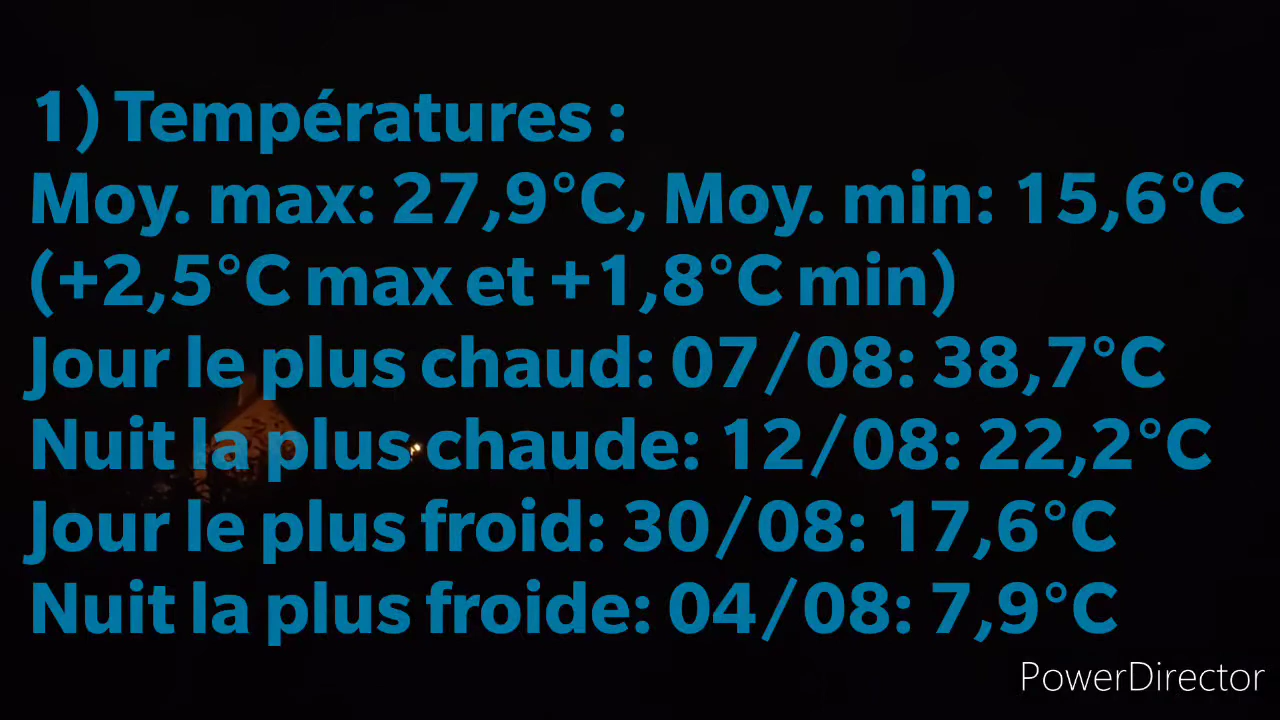 1) Températures :
Moy. max: 27,9°C, Moy. min: 15,6°C
(+2,5°C max et +1,8°C min)
Jour le plus chaud: 07/08: 38,7°C
Nuit la plus chaude: 12/08: 22,2°C
Jour le plus froid: 30/08: 17,6°C
Nuit la plus froide: 04/08: 7,9°C
PowerDirector